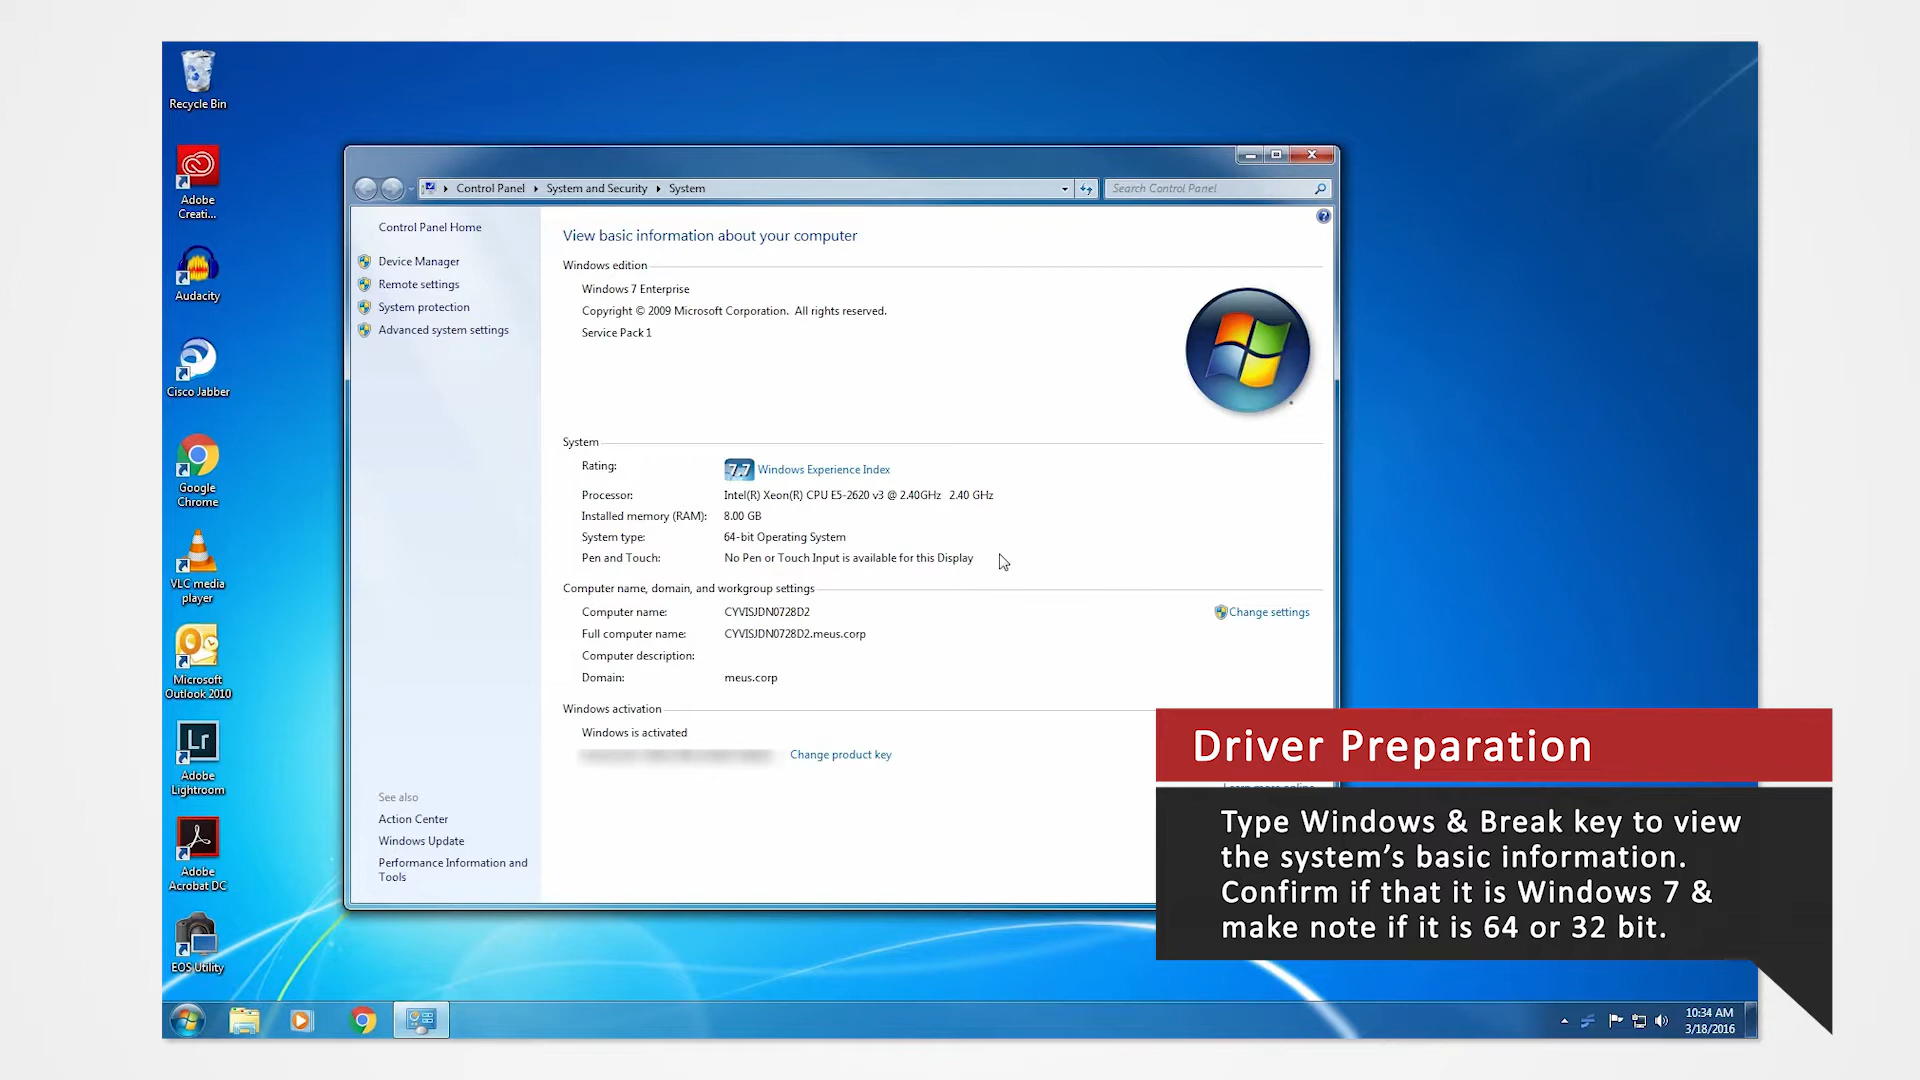 Recycle Bin
Adobe
Creati...
Audacity
Cisco Jabber
Google
Chrome
VLC media
player
Microsoft
Outlook 2010
Lr
Adobe
Lightroom
Adobe
Acrobat DC
EOS Utility
Control Panel
System and Security
System
Search Control Panel
Control Panel Home
Device Manager
Remote settings
System protection
Advanced system settings
See also
Action Center
Windows Update
Performance Information and
Tools
View basic information about your computer
Windows edition
Windows 7 Enterprise
Copyright © 2009 Microsoft Corporation. All rights reserved.
Service Pack 1
System
Rating: 7.7 Windows Experience Index
Processor: Intel(R) Xeon(R) CPU E5-2620 v3 @ 2.40GHz 2.40 GHz
Installed memory (RAM): 8.00 GB
System type: 64-bit Operating System
Pen and Touch: No Pen or Touch Input is available for this Display
Computer name, domain, and workgroup settings
Computer name: CYVISJDN0728D2
Change settings
Full computer name: CYVISJDN0728D2.meus.corp
Computer description:
Domain: meus.corp
Windows activation
Windows is activated
Change product key
Driver Preparation
Type Windows & Break key to view
the system's basic information.
Confirm if that it is Windows 7 &
make note if it is 64 or 32 bit.
10:34 AM
3/18/2016